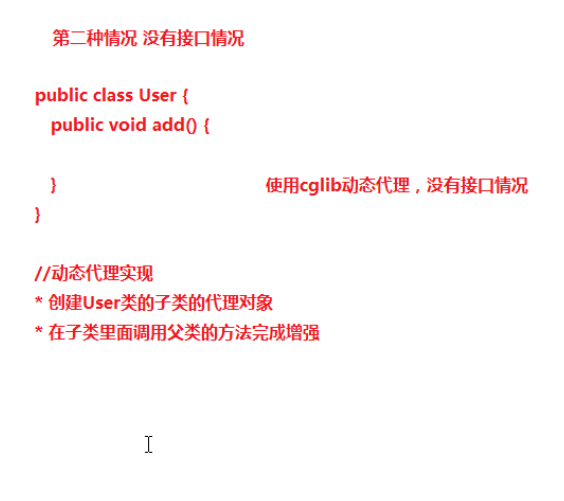 第二种情况 没有接口情况
public class User {
public void add() {
}
使用cglib动态代理，没有接口情况
}
//动态代理实现
* 创建User类的子类的代理对象
* 在子类里面调用父类的方法完成增强